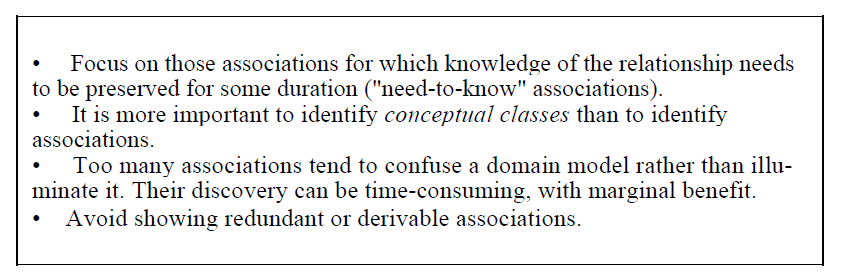 • Focus on those associations for which knowledge of the relationship needs
to be preserved for some duration ("need-to-know" associations).
• It is more important to identify conceptual classes than to identify
associations.
• Too many associations tend to confuse a domain model rather than illu-
minate it. Their discovery can be time-consuming, with marginal benefit.
• Avoid showing redundant or derivable associations.